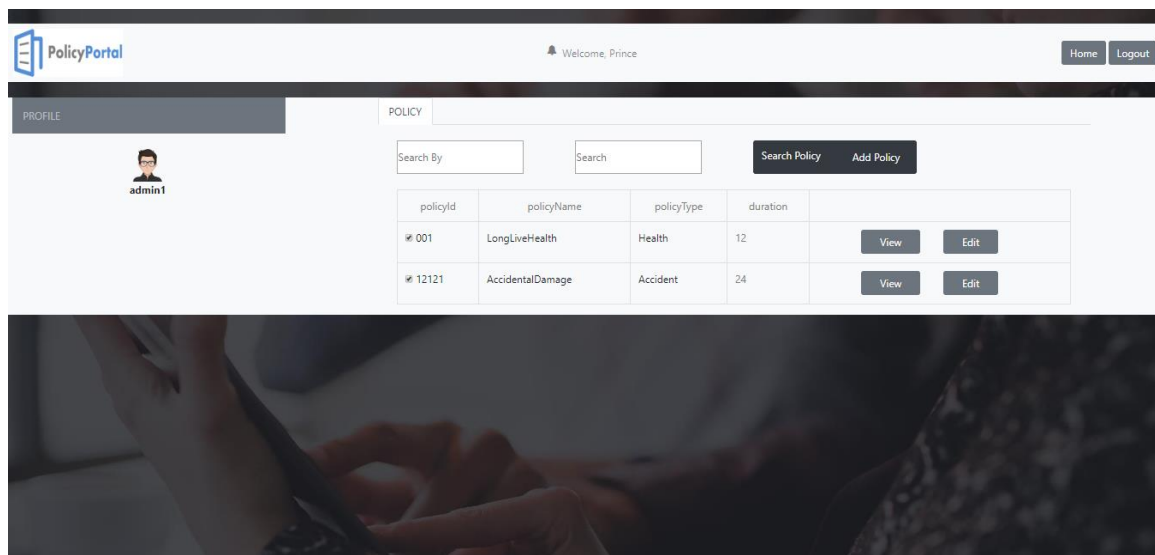 PolicyPortal
Welcome, Prince
Home Logout
PROFILE
admin1
POLICY
Search By Search Search Policy Add Policy
policyId policyName policyType duration
001 LongLiveHealth Health 12 View Edit
12121 AccidentalDamage Accident 24 View Edit